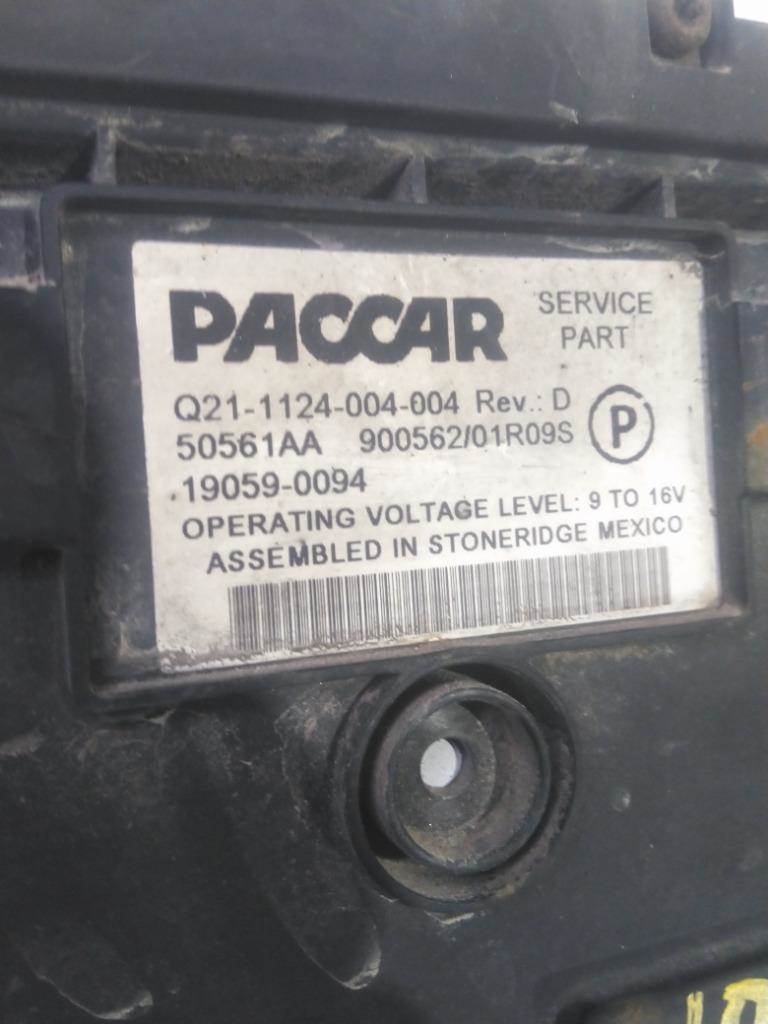 PACCAR SERVICE PART
Q21-1124-004-004 Rev.: D
50561AA 900562/01R09S P
19059-0094
OPERATING VOLTAGE LEVEL: 9 TO 16V
ASSEMBLED IN STONERIDGE MEXICO